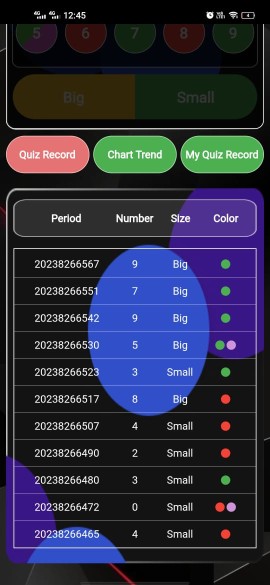 12:45
5 6 7 8 9
Big Small
Quiz Record Chart Trend My Quiz Record
Period Number Size Color
20238266567 9 Big
20238266551 7 Big
20238266542 9 Big
20238266530 5 Big
20238266523 3 Small
20238266517 8 Big
20238266507 4 Small
20238266490 2 Small
20238266480 3 Small
20238266472 0 Small
20238266465 4 Small